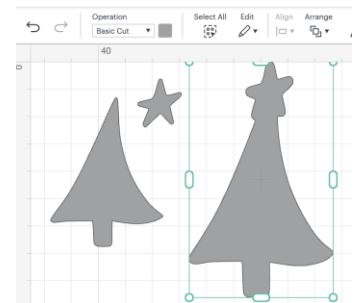 Operation
Basic Cut
Select All
Edit
Align
Arrange
40
0